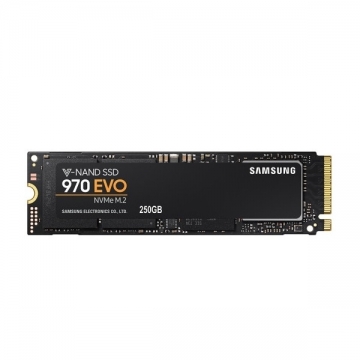 V-NAND SSD
970 EVO
NVMe M.2
SAMSUNG ELECTRONICS CO., LTD.
SAMSUNG
250GB